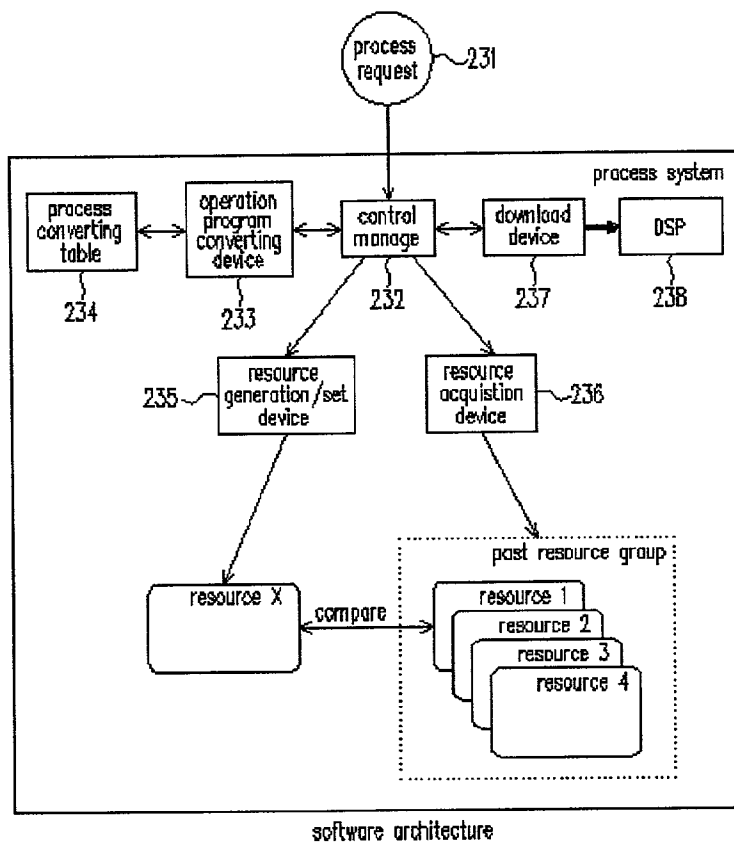 process
request
231
process system
process
converting
table
operation
program
converting
device
control
manage
download
device
DSP
234
233
232
237
238
235
resource
generation/set
device
resource
acquistion
device
236
past resource group
resource X
compare
resource 1
resource 2
resource 3
resource 4
software architecture